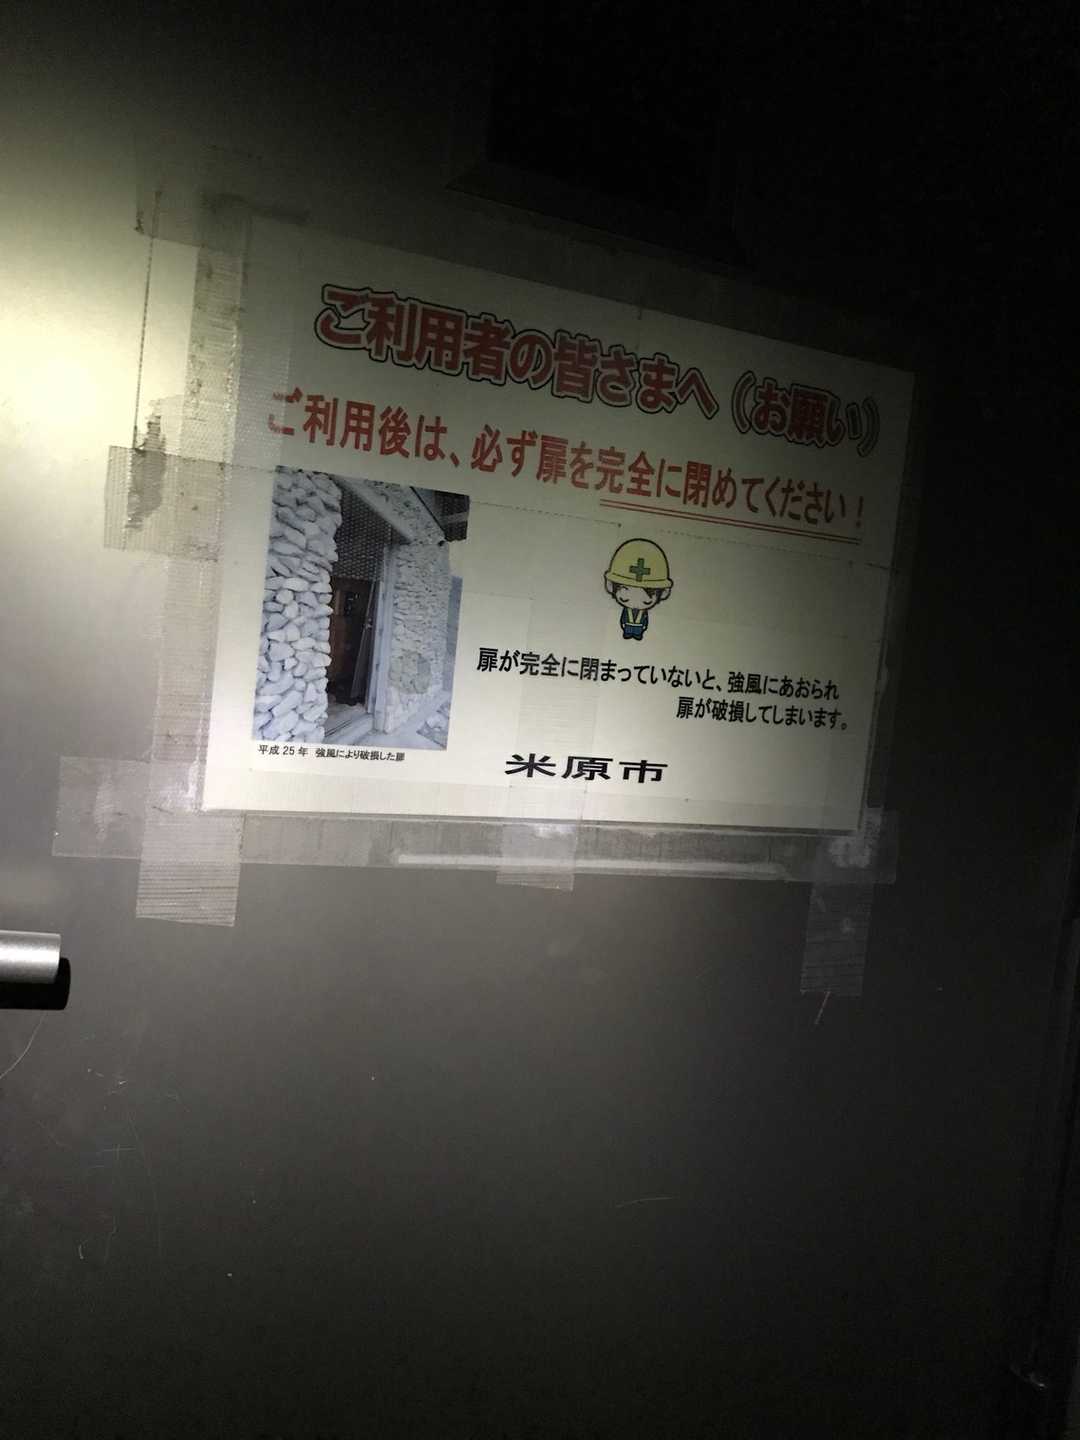 ご利用者の皆さまへ（お願い）
ご利用後は、必ず扉を完全に閉めてください！
扉が完全に閉まっていないと、強風にあおられ
扉が破損してしまいます。
平成25年 強風により破損した扉
米原市